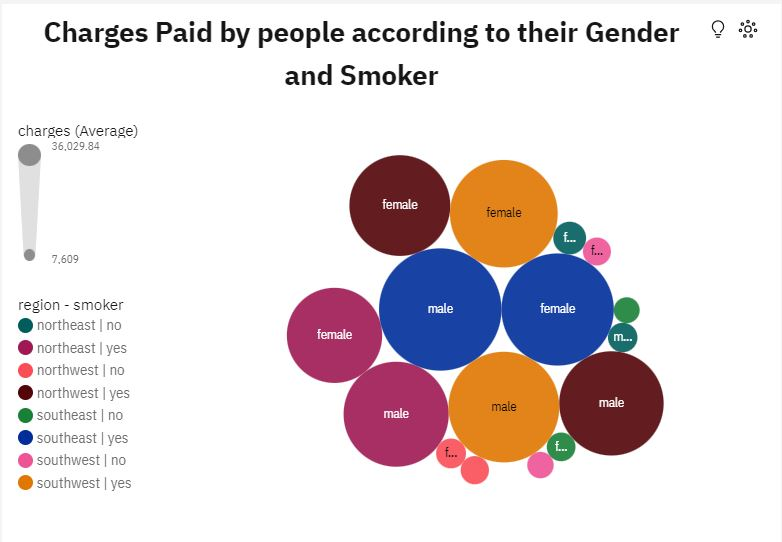 Charges Paid by people according to their Gender
and Smoker
charges (Average)
36,029.84
7,609
region - smoker
northeast | no
northeast | yes
northwest | no
northwest | yes
southeast | no
southeast | yes
southwest | no
southwest | yes
female
female
f...
f...
male
female
female
m...
male
male
male
f...
f...